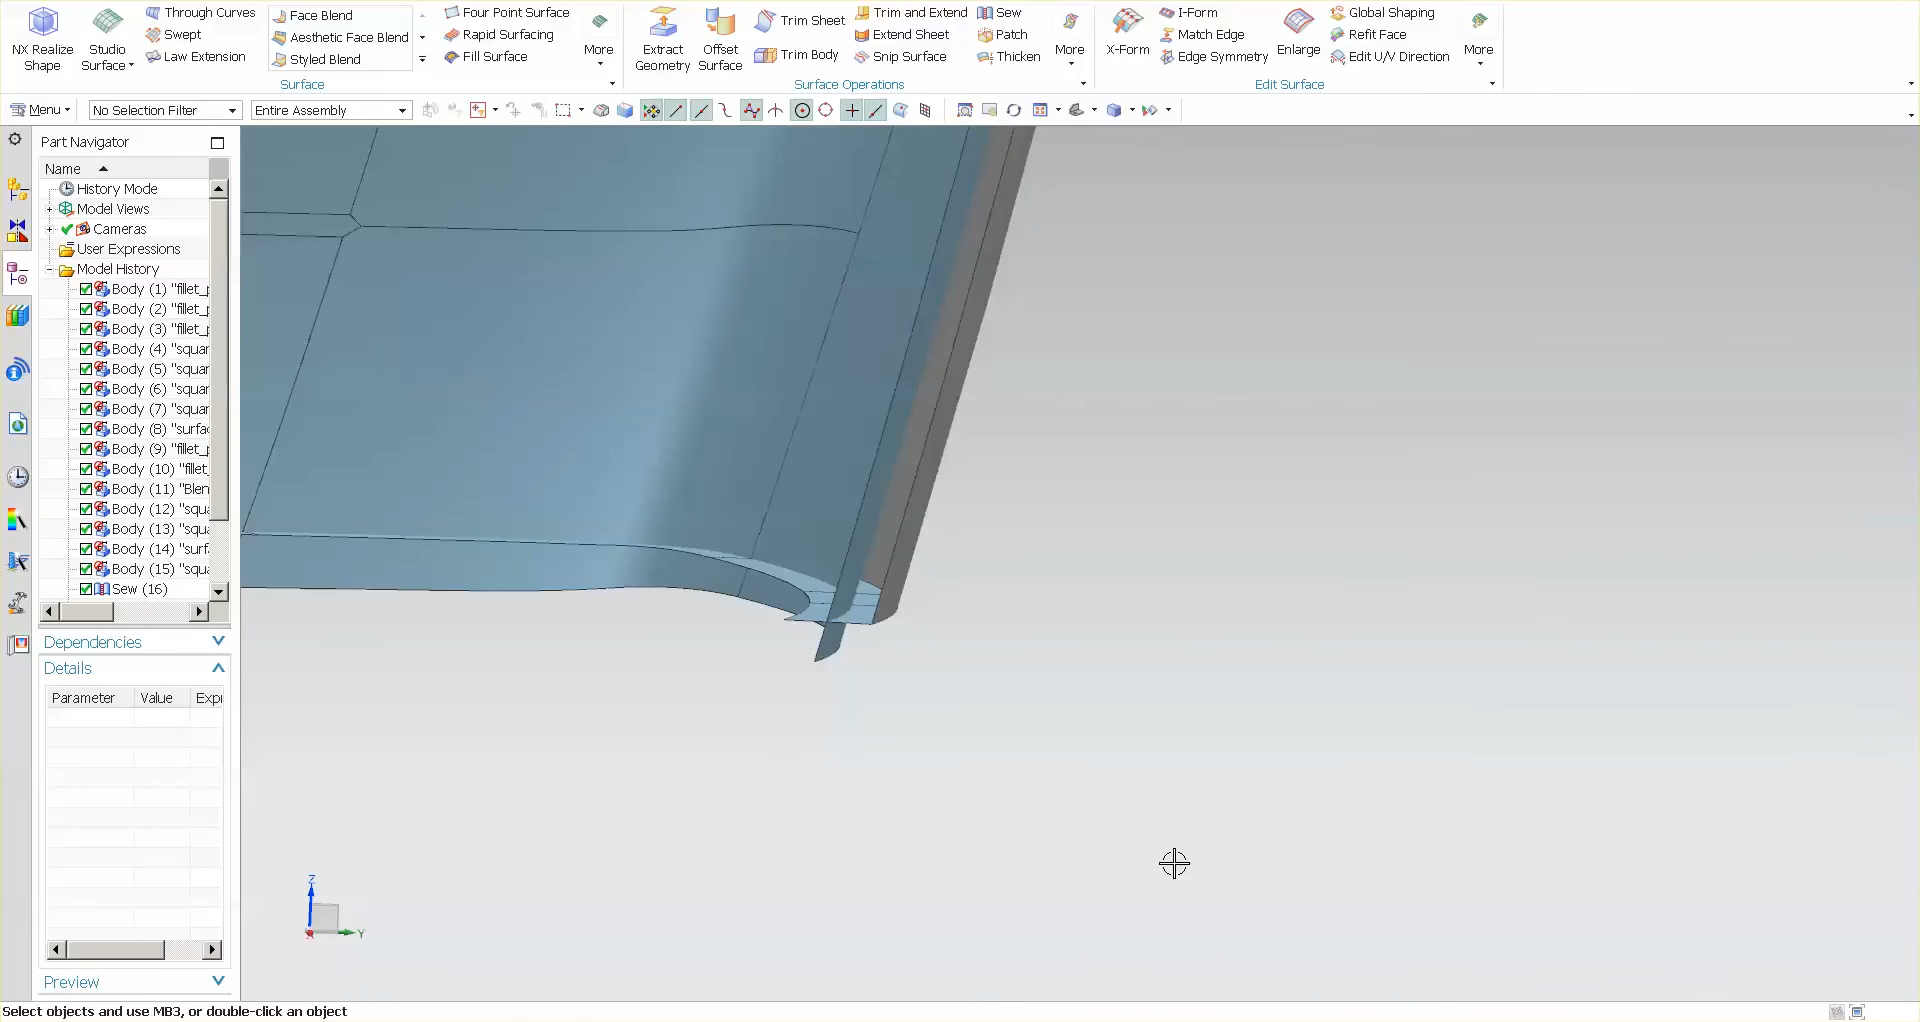 NX Realize Shape
Studio Surface
Through Curves
Swept
Law Extension
Face Blend
Aesthetic Face Blend
Styled Blend
Four Point Surface
Rapid Surfacing
Fill Surface
More
Surface
Extract Geometry
Offset Surface
Trim Sheet
Trim Body
Trim and Extend
Extend Sheet
Snip Surface
Sew
Patch
Thicken
More
Surface Operations
X-Form
I-Form
Match Edge
Edge Symmetry
Enlarge
Global Shaping
Refit Face
Edit U/V Direction
More
Edit Surface
Menu
No Selection Filter
Entire Assembly
Part Navigator
Name
History Mode
Model Views
Cameras
User Expressions
Model History
Body (1) "fillet_
Body (2) "fillet_
Body (3) "fillet_
Body (4) "squar
Body (5) "squar
Body (6) "squar
Body (7) "squar
Body (8) "surfa
Body (9) "fillet_
Body (10) "fillet
Body (11) "Blen
Body (12) "squa
Body (13) "squa
Body (14) "surf
Body (15) "squa
Sew (16)
Dependencies
Details
Parameter Value Expr
Preview
Z
X Y
Select objects and use MB3, or double-click an object